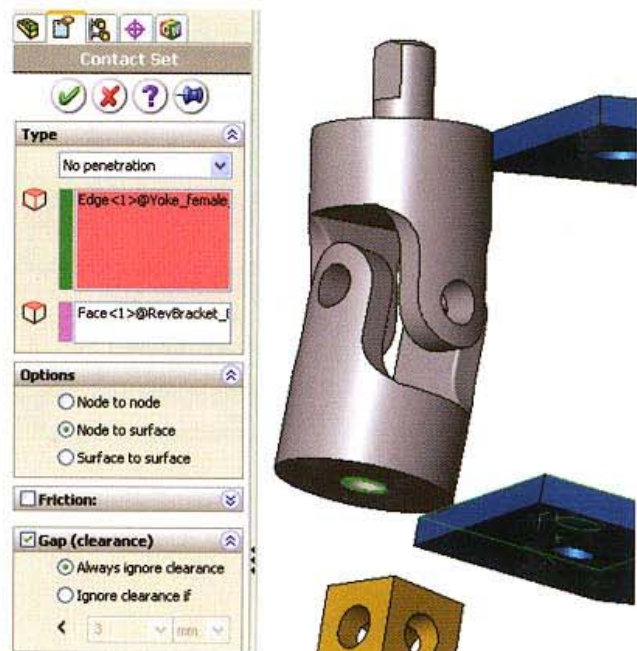 Contact Set
Type
No penetration
Edge<1>@Yoke_female_
Face<1>@RevBracket_
Options
Node to node
Node to surface
Surface to surface
Friction:
Gap (clearance)
Always ignore clearance
Ignore clearance if
< 3 mm